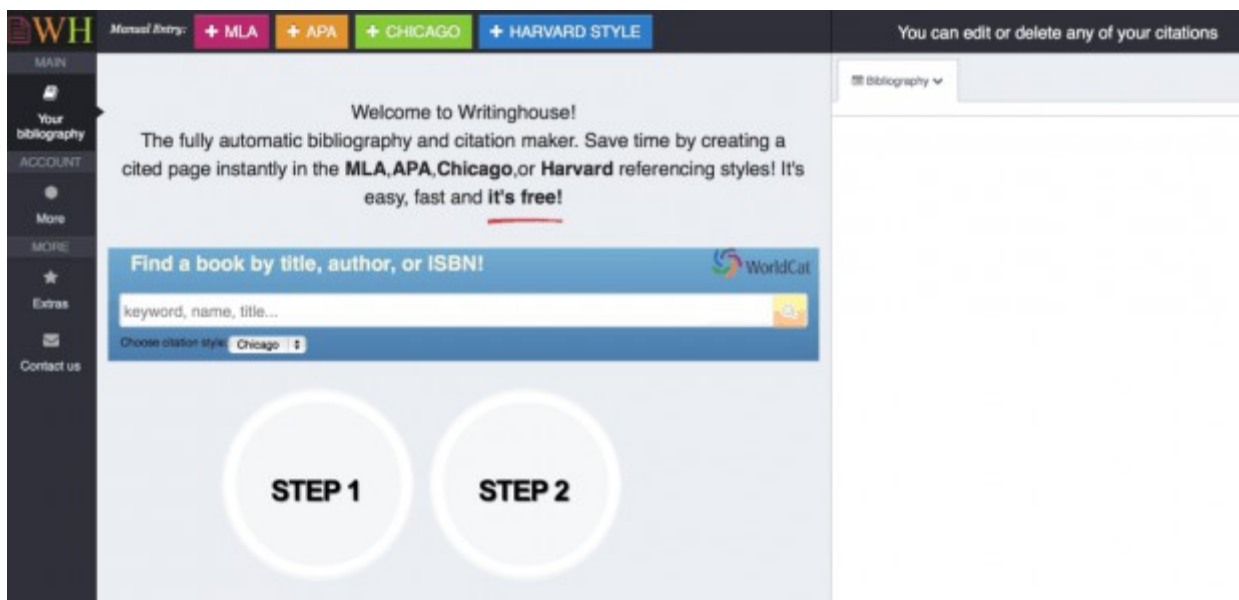 WH
Manual Entry:
+ MLA
+ APA
+ CHICAGO
+ HARVARD STYLE
You can edit or delete any of your citations
MAIN
Your
bibliography
ACCOUNT
More
MORE
Extras
Contact us
Welcome to Writinghouse!
The fully automatic bibliography and citation maker. Save time by creating a
cited page instantly in the MLA,APA,Chicago,or Harvard referencing styles! It's
easy, fast and it's free!
Find a book by title, author, or ISBN!
WorldCat
keyword, name, title...
Choose citation style: Chicago
STEP 1
STEP 2
Bibliography